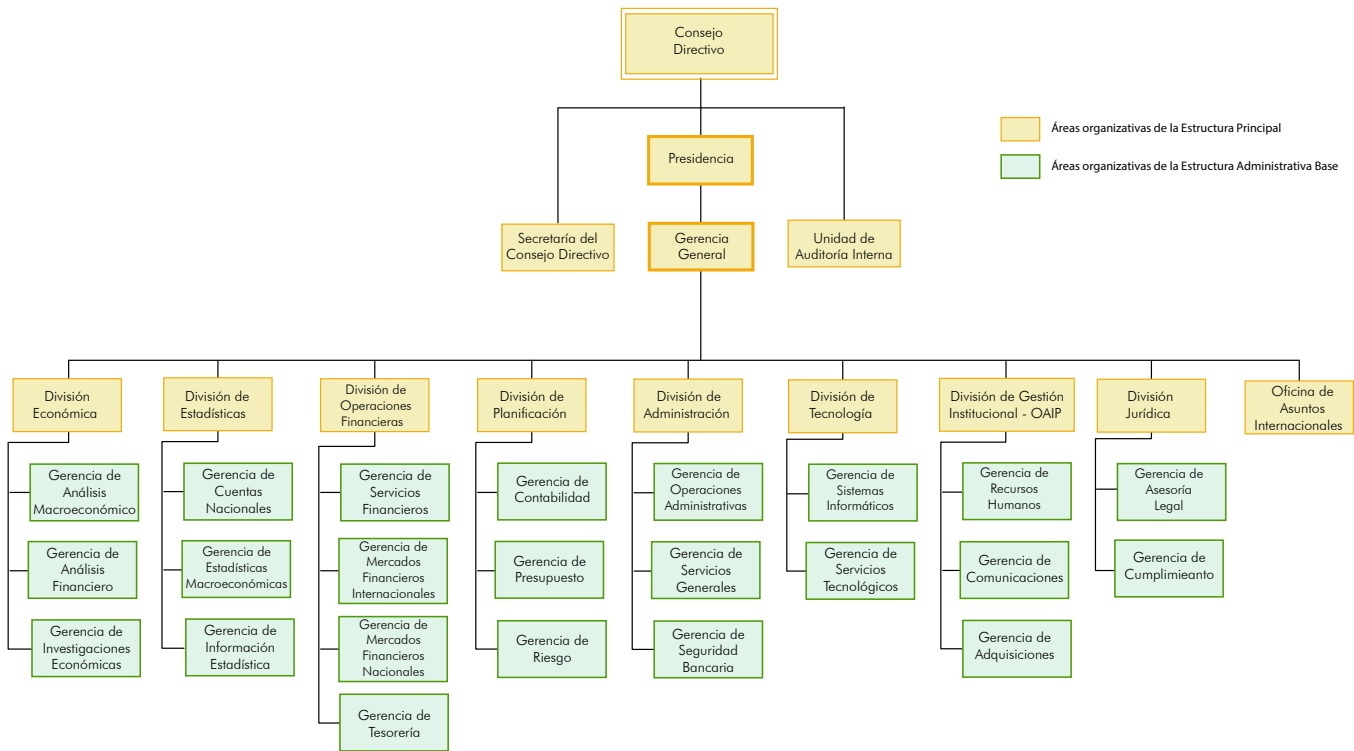 Consejo
Directivo
Áreas organizativas de la Estructura Principal
Áreas organizativas de la Estructura Administrativa Base
Presidencia
Secretaría del
Consejo Directivo
Gerencia
General
Unidad de
Auditoría Interna
División
Económica
División de
Estadísticas
División de
Operaciones
Financieras
División de
Planificación
División de
Administración
División de
Tecnología
División de Gestión
Institucional - OAIP
División
Jurídica
Oficina de
Asuntos
Internacionales
Gerencia de
Análisis
Macroeconómico
Gerencia de
Análisis
Financiero
Gerencia de
Investigaciones
Económicas
Gerencia de
Cuentas
Nacionales
Gerencia de
Estadísticas
Macroeconómicas
Gerencia de
Información
Estadística
Gerencia de
Servicios
Financieros
Gerencia de
Mercados
Financieros
Internacionales
Gerencia de
Mercados
Financieros
Nacionales
Gerencia de
Tesorería
Gerencia de
Contabilidad
Gerencia de
Presupuesto
Gerencia de
Riesgo
Gerencia de
Operaciones
Administrativas
Gerencia de
Servicios
Generales
Gerencia de
Seguridad
Bancaria
Gerencia de
Sistemas
Informáticos
Gerencia de
Servicios
Tecnológicos
Gerencia de
Recursos
Humanos
Gerencia de
Comunicaciones
Gerencia de
Adquisiciones
Gerencia de
Asesoría
Legal
Gerencia de
Cumplimieanto